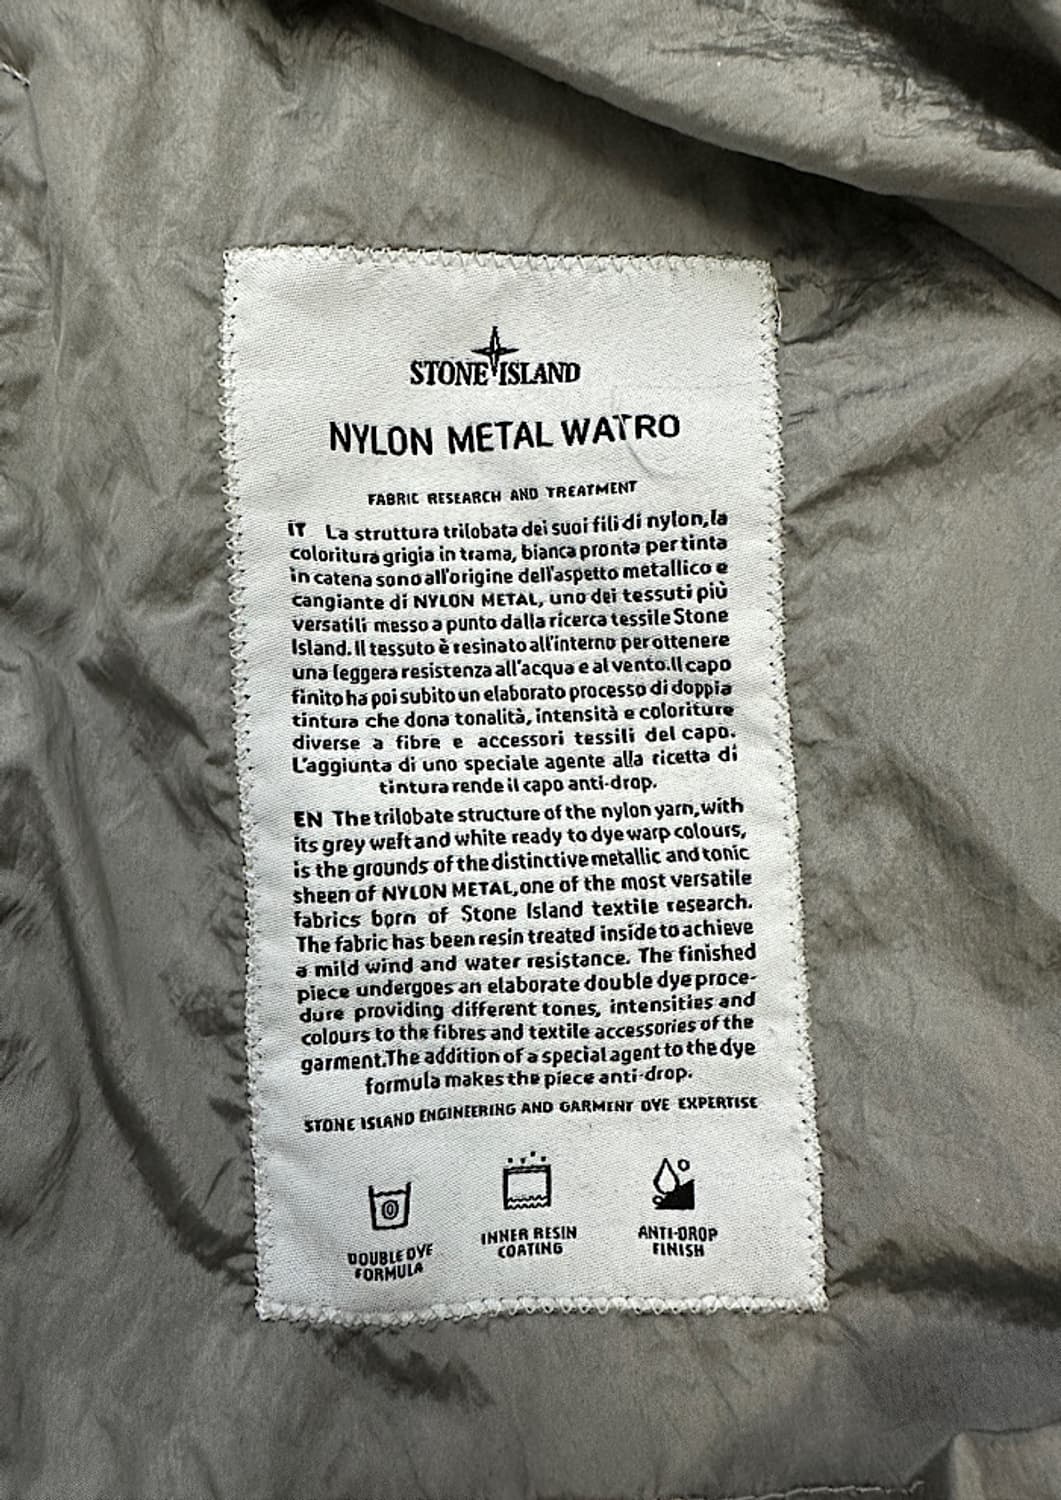 STONE ISLAND
NYLON METAL WATRO
FABRIC RESEARCH AND TREATMENT
IT La struttura trilobata dei suoi fili di nylon, la
coloritura grigia in trama, bianca pronta per tinta
in catena sono all'origine dell'aspetto metallico e
cangiante di NYLON METAL, uno dei tessuti più
versatili messo a punto dalla ricerca tessile Stone
Island. Il tessuto è resinato all'interno per ottenere
una leggera resistenza all'acqua e al vento. Il capo
finito ha poi subito un elaborato processo di doppia
tintura che dona tonalità, intensità e coloriture
diverse a fibre e accessori tessili del capo.
L'aggiunta di uno speciale agente alla ricetta di
tintura rende il capo anti-drop.
EN The trilobate structure of the nylon yarn, with
its grey weft and white ready to dye warp colours,
is the grounds of the distinctive metallic and tonic
sheen of NYLON METAL, one of the most versatile
fabrics born of Stone Island textile research.
The fabric has been resin treated inside to achieve
a mild wind and water resistance. The finished
piece undergoes an elaborate double dye proce-
dure providing different tones, intensities and
colours to the fibres and textile accessories of the
garment. The addition of a special agent to the dye
formula makes the piece anti-drop.
STONE ISLAND ENGINEERING AND GARMENT DYE EXPERTISE
DOUBLE DYE
FORMULA
INNER RESIN
COATING
ANTI-DROP
FINISH